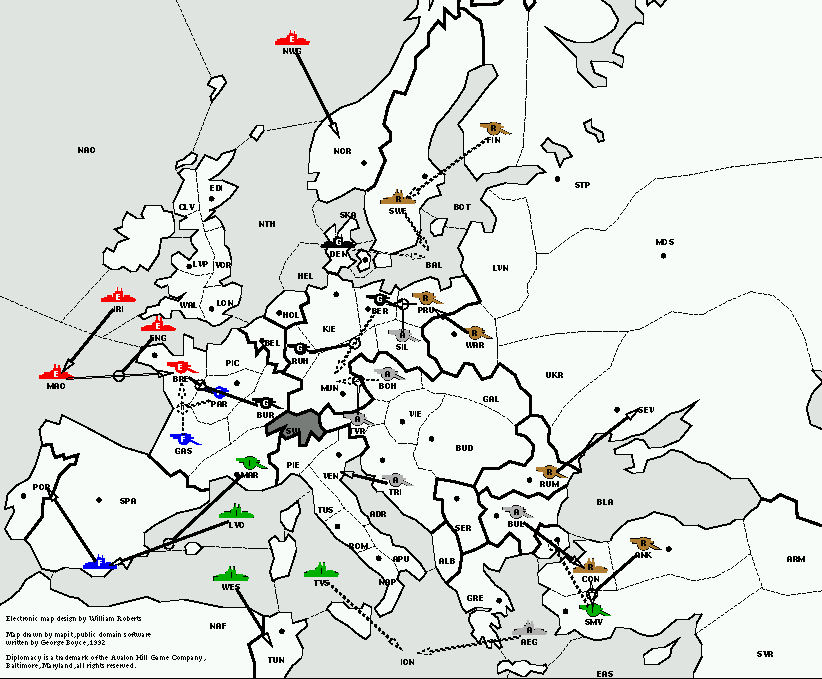 E
NWG
R
FIN
NAO
NOR
STP
EDI
CLY
R
SWE
BOT
SKA
NTH
G
DEN
MOS
BAL
LVN
LVP
YOR
HEL
E
IRI
WAL
LON
HOL
KIE
G
BER
R
PRU
E
ENG
BEL
G
RUH
A
SIL
R
WAR
PIC
E
BRE
E
MAO
MUN
A
BOH
UKR
GAL
F
PAR
G
BUR
VIE
SEV
A
TYR
SWI
F
GAS
BUD
I
MAR
PIE
VEN
R
RUM
A
TRI
POR
SPA
TUS
ADR
BLA
I
LYO
A
BUL
SER
ROM
APU
ALB
R
ANK
ARM
F
I
WES
I
TYS
NAP
R
CON
GRE
I
SMY
Electronic map design by William Roberts
NAF
A
AEG
Map drawn by mapit, public domain software
written by George Boyce, 1992
Diplomacy is a trademark of the Avalon Hill Game Company,
Baltimore, Maryland, all rights reserved.
TUN
ION
EAS
SYR